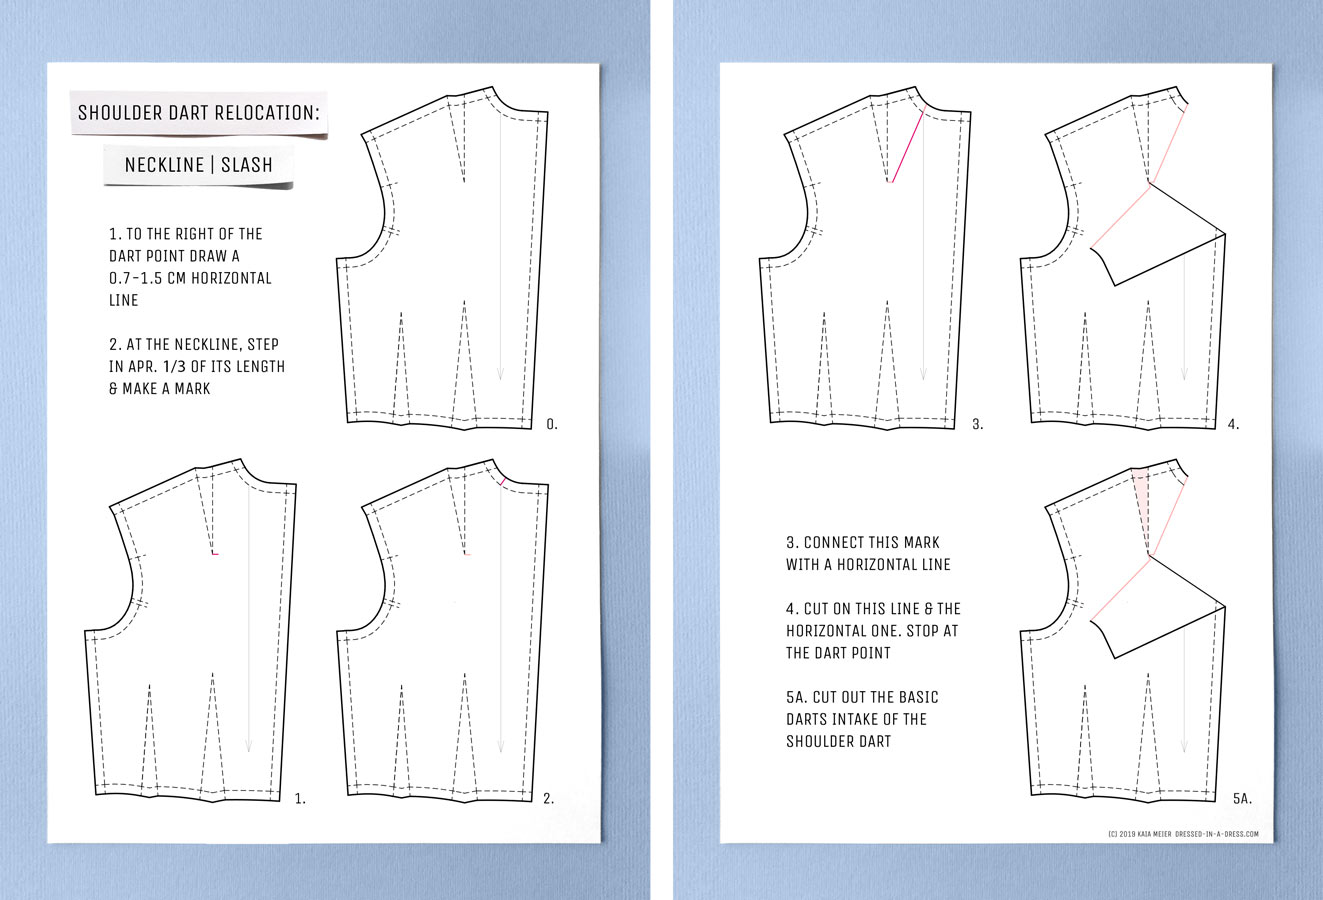 SHOULDER DART RELOCATION:
NECKLINE | SLASH
1. TO THE RIGHT OF THE
DART POINT DRAW A
0.7-1.5 CM HORIZONTAL
LINE
2. AT THE NECKLINE, STEP
IN APR. 1/3 OF ITS LENGTH
& MAKE A MARK
0.
1.
2.
3.
4.
3. CONNECT THIS MARK
WITH A HORIZONTAL LINE
4. CUT ON THIS LINE & THE
HORIZONTAL ONE. STOP AT
THE DART POINT
5A. CUT OUT THE BASIC
DARTS INTAKE OF THE
SHOULDER DART
5A.
(C) 2019 KAIA MEIER DRESSED-IN-A-DRESS.COM